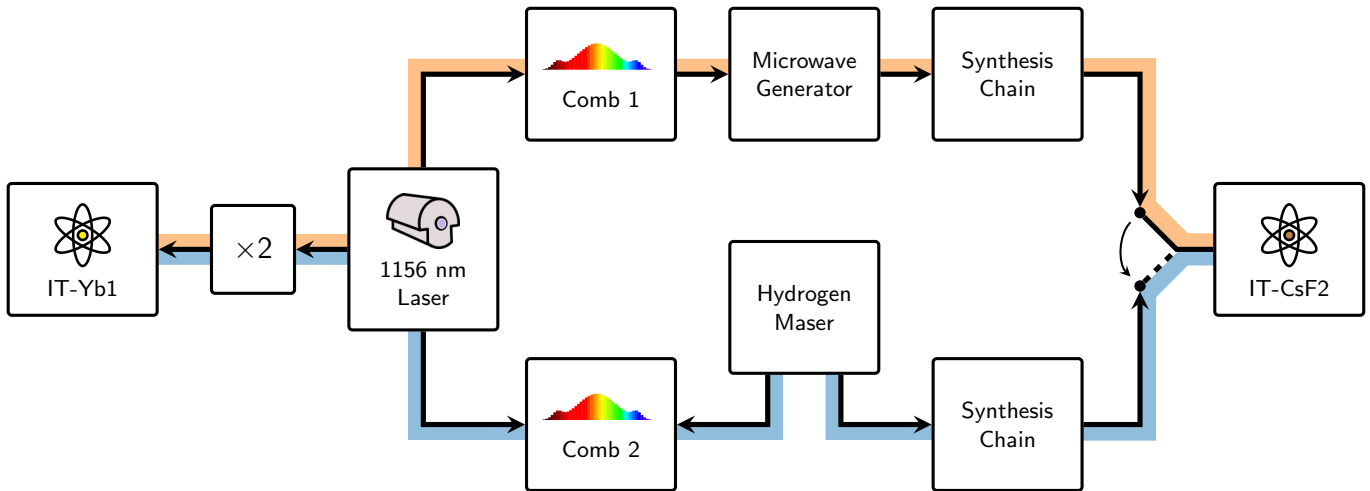 Comb 1
Microwave
Generator
Synthesis
Chain
IT-Yb1
×2
1156 nm
Laser
Hydrogen
Maser
IT-CsF2
Comb 2
Synthesis
Chain